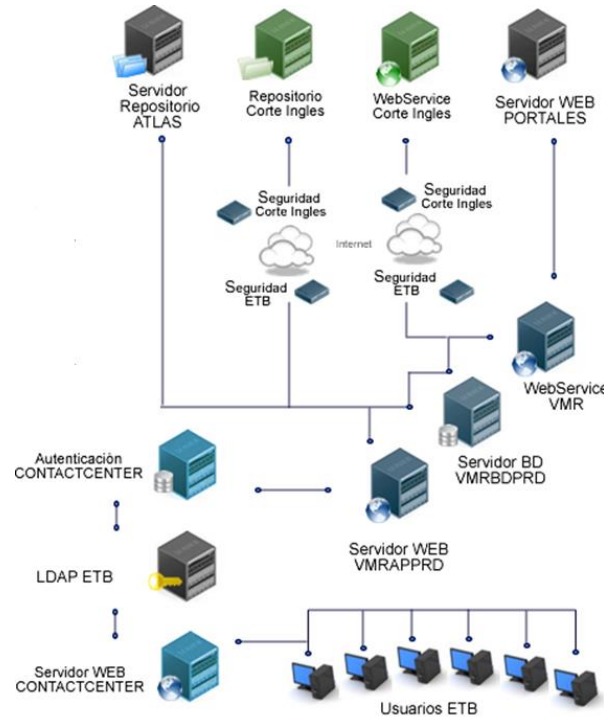 Servidor
Repositorio
ATLAS
Repositorio
Corte Ingles
WebService
Corte Ingles
Servidor WEB
PORTALES
Seguridad
Corte Ingles
Seguridad
Corte Ingles
Internet
Seguridad
ETB
Seguridad
ETB
WebService
VMR
Servidor BD
VMRBDPRD
Autenticaciòn
CONTACTCENTER
Servidor WEB
VMRAPPRD
LDAP ETB
Servidor WEB
CONTACTCENTER
Usuarios ETB